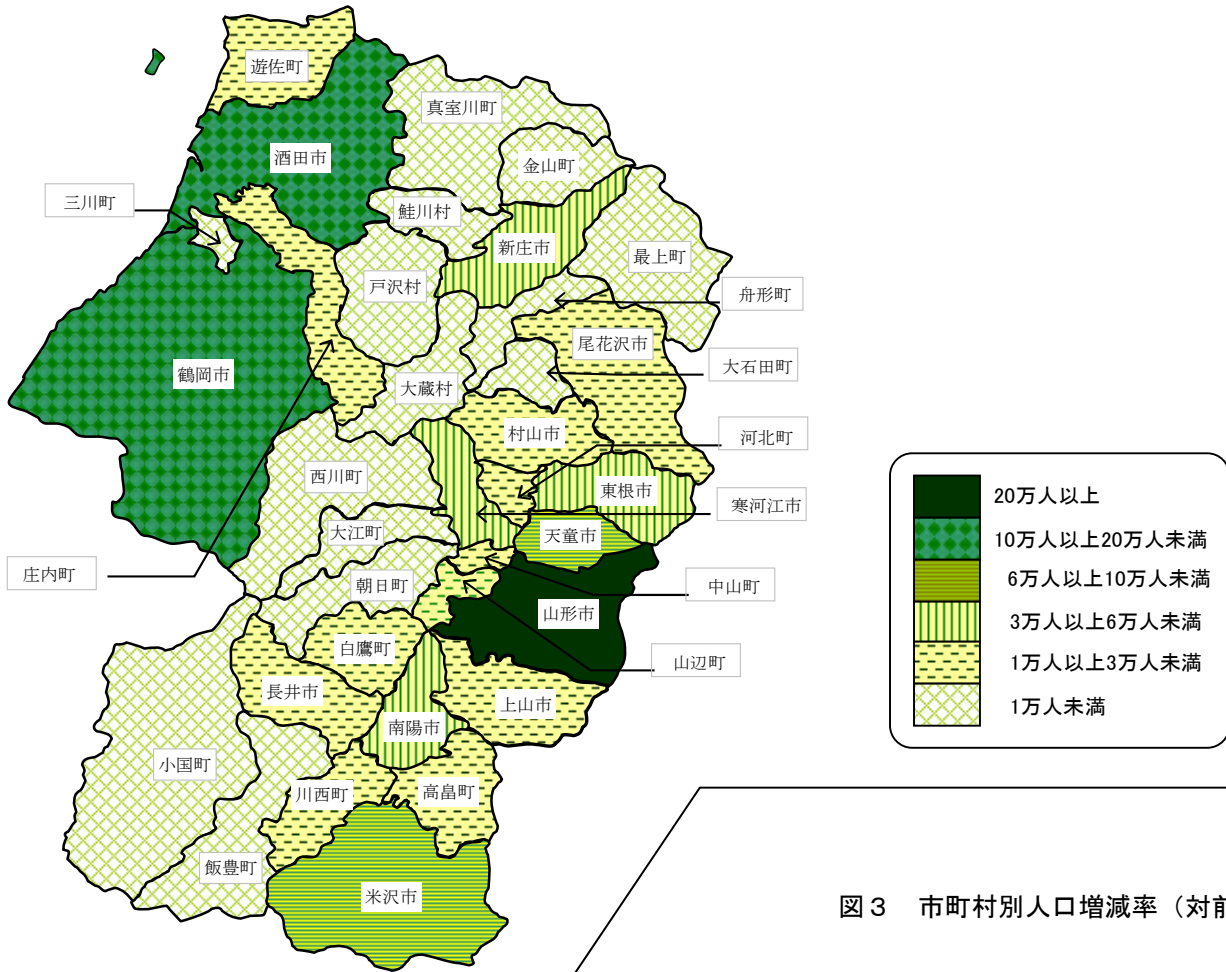 遊佐町
真室川町
酒田市
金山町
三川町
鮭川村
新庄市
最上町
戸沢村
舟形町
尾花沢市
大石田町
鶴岡市
大蔵村
村山市
河北町
西川町
東根市
寒河江市
大江町
天童市
庄内町
朝日町
中山町
山形市
白鷹町
山辺町
長井市
上山市
南陽市
小国町
川西町
高畠町
飯豊町
米沢市
20万人以上
10万人以上20万人未満
6万人以上10万人未満
3万人以上6万人未満
1万人以上3万人未満
1万人未満
図3 市町村別人口増減率（対前